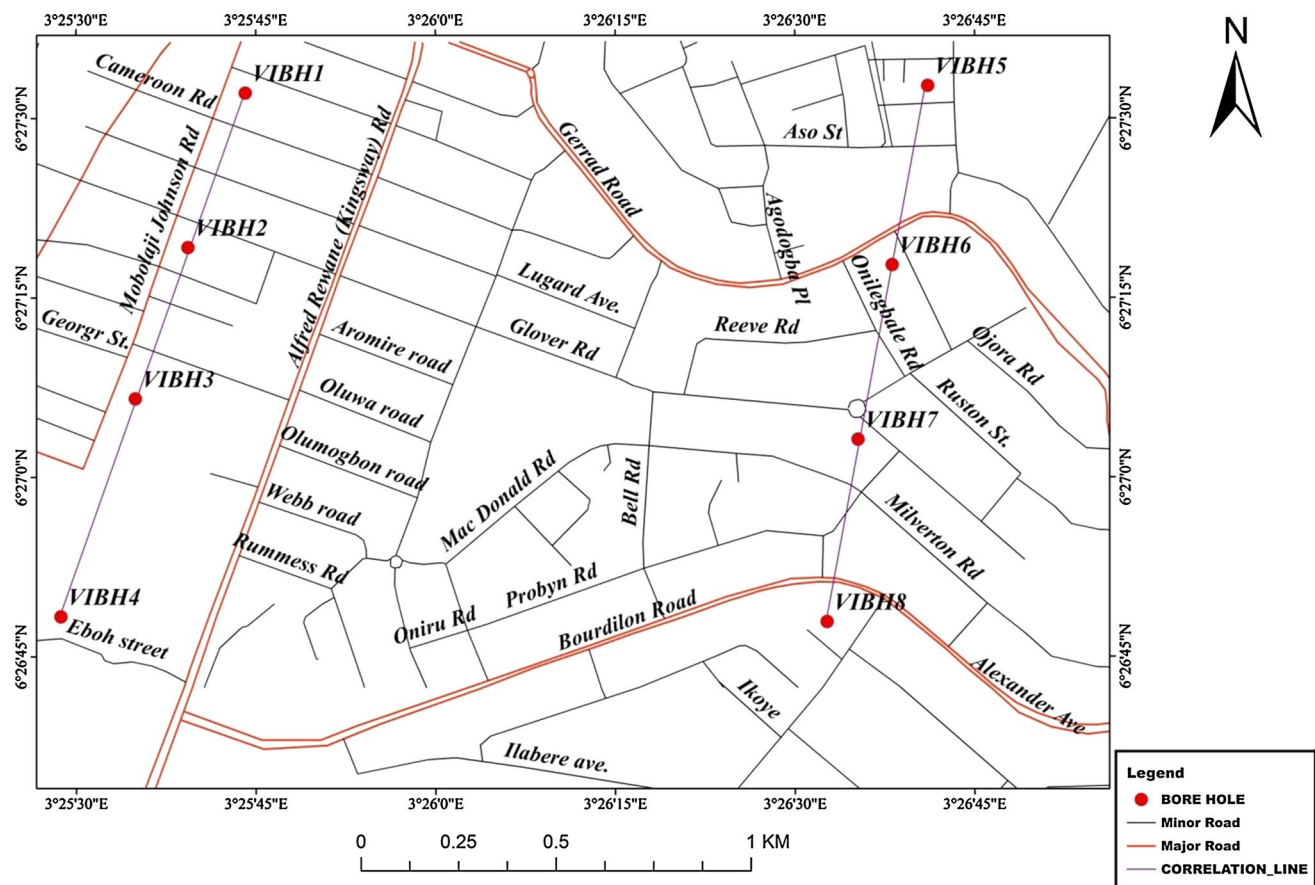 3°25'30"E 3°25'45"E 3°26'0"E 3°26'15"E 3°26'30"E 3°26'45"E
N
6°27'30"N 6°27'30"N
6°27'15"N 6°27'15"N
6°27'0"N 6°27'0"N
6°26'45"N 6°26'45"N
Cameroon Rd
VIBH1
VIBH5
Mobolaji Johnson Rd
Alfred Rewane (Kingsway) Rd
Gerrad Road
Aso St
Agodogba Pl
VIBH2
VIBH6
Onilegbale Rd
Lugard Ave.
Glover Rd
Reeve Rd
Ojora Rd
Georgr St.
Aromire road
VIBH3
Oluwa road
Ruston St.
VIBH7
Olumogbon road
Mac Donald Rd
Bell Rd
Webb road
Milverton Rd
Rummess Rd
Probyn Rd
VIBH4
Eboh street
Oniru Rd
Bourdilon Road
VIBH8
Alexander Ave
Ikoye
Ilabere ave.
3°25'30"E 3°25'45"E 3°26'0"E 3°26'15"E 3°26'30"E 3°26'45"E
0 0.25 0.5 1 KM
Legend
BORE HOLE
Minor Road
Major Road
CORRELATION_LINE